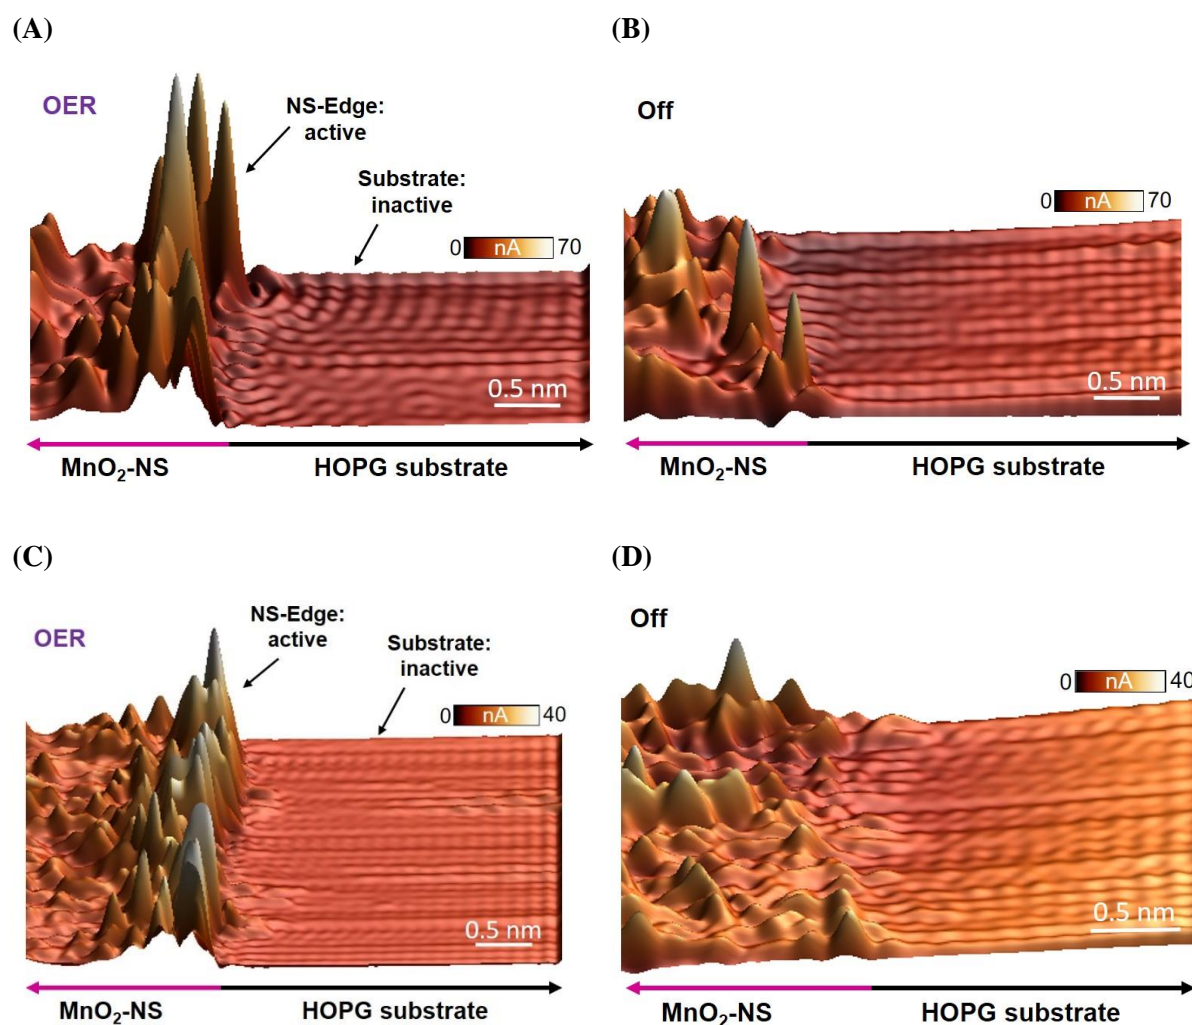 (A)
OER
NS-Edge:
active
Substrate:
inactive
0 nA 70
0.5 nm
MnO₂-NS
HOPG substrate
(B)
Off
0 nA 70
0.5 nm
MnO₂-NS
HOPG substrate
(C)
OER
NS-Edge:
active
Substrate:
inactive
0 nA 40
0.5 nm
MnO₂-NS
HOPG substrate
(D)
Off
0 nA 40
0.5 nm
MnO₂-NS
HOPG substrate